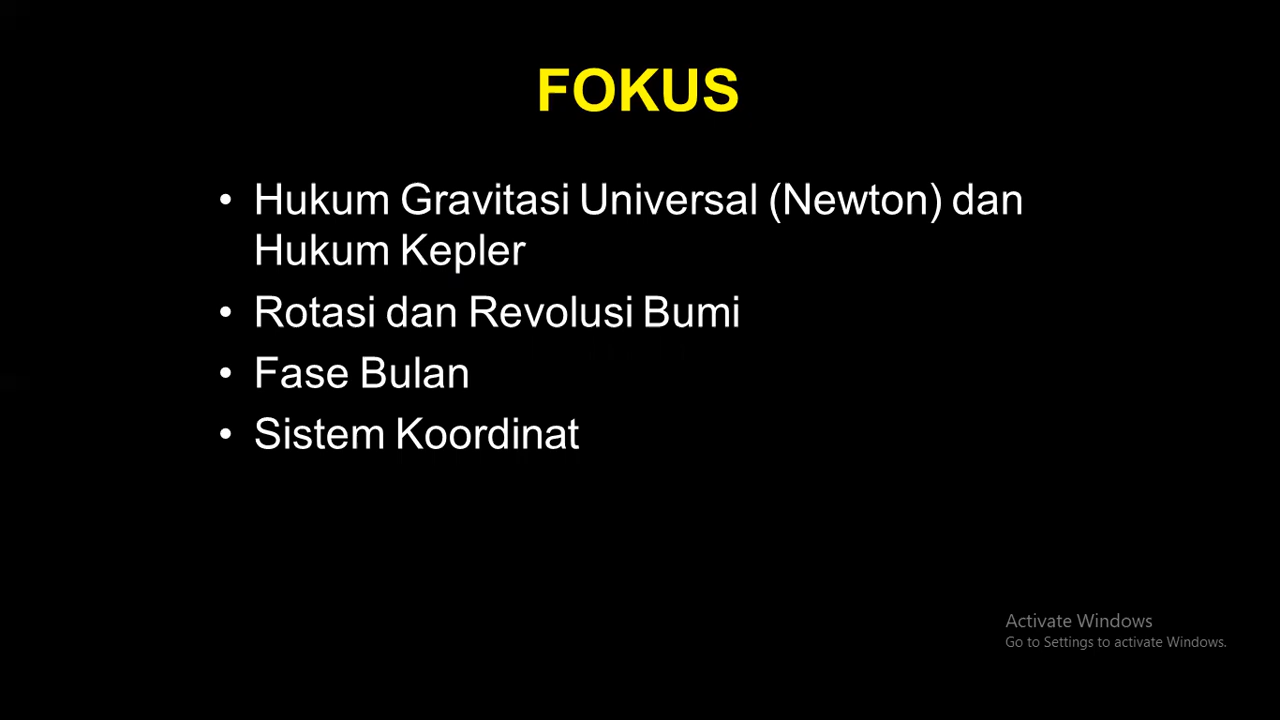 FOKUS
• Hukum Gravitasi Universal (Newton) dan
Hukum Kepler
• Rotasi dan Revolusi Bumi
• Fase Bulan
• Sistem Koordinat
Activate Windows
Go to Settings to activate Windows.